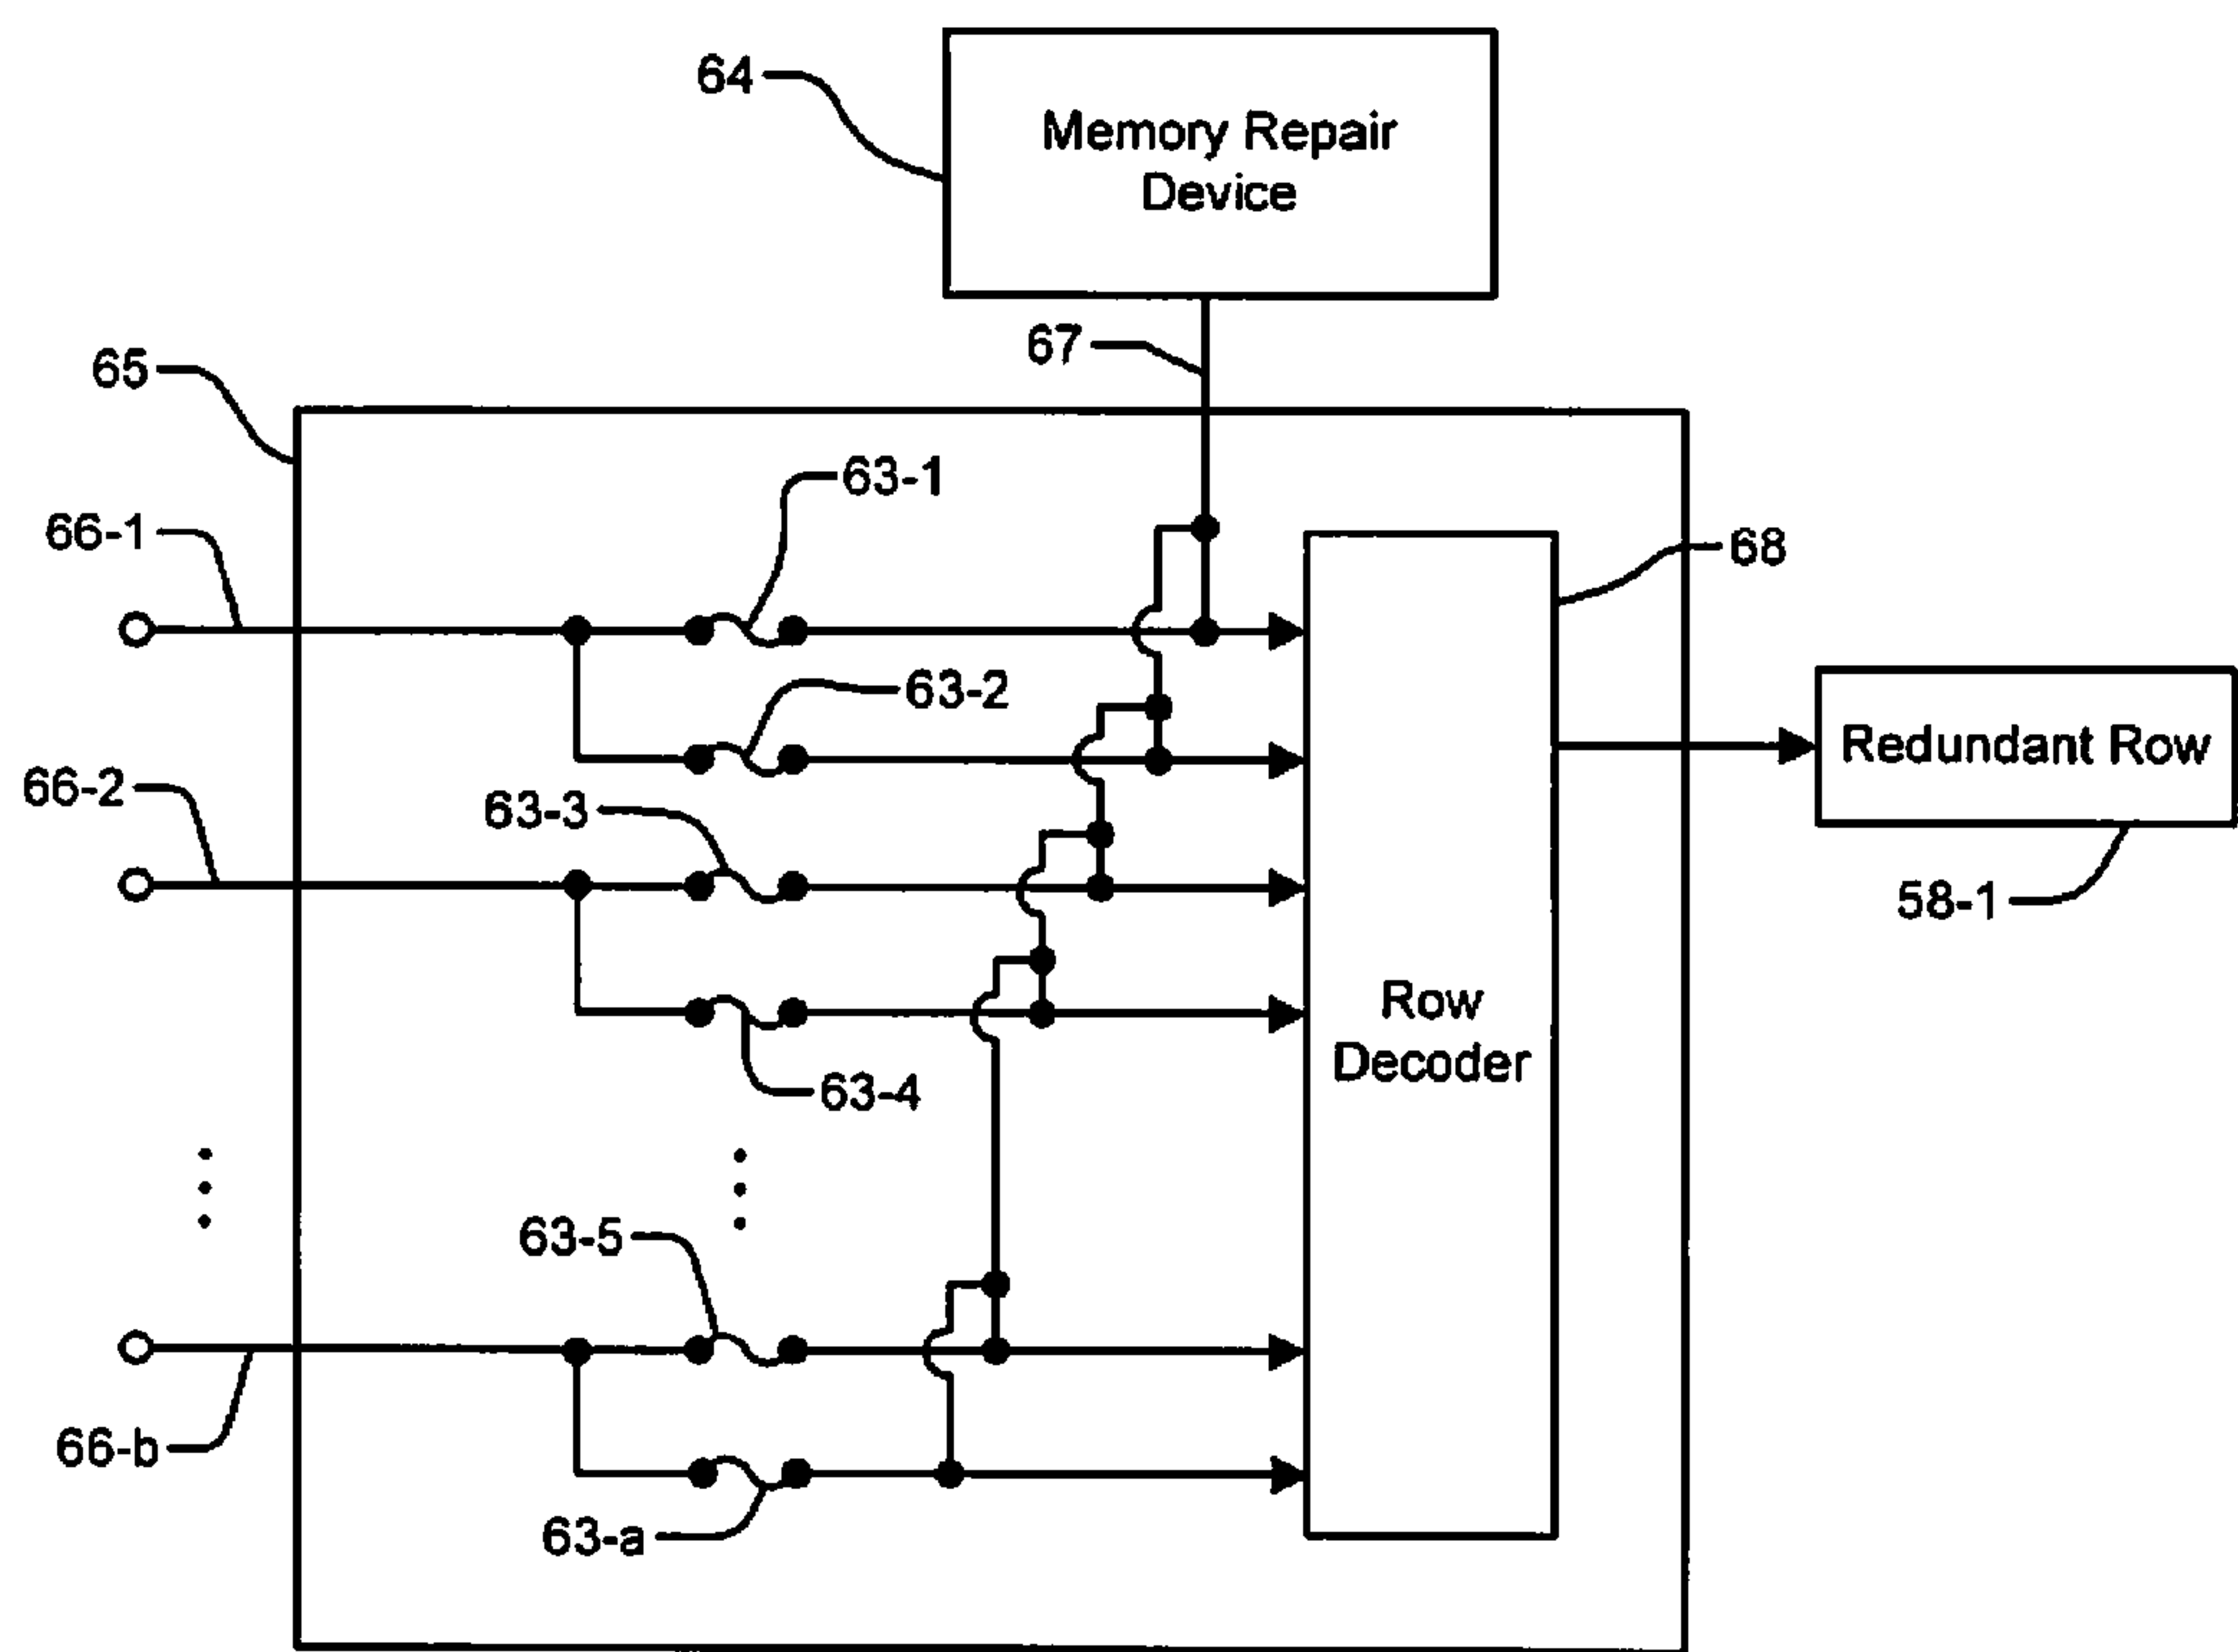 64
Memory Repair
Device
67
65
63-1
66-1
68
63-2
Redundant Row
66-2
63-3
58-1
Row
Decoder
63-4
63-5
66-b
63-a